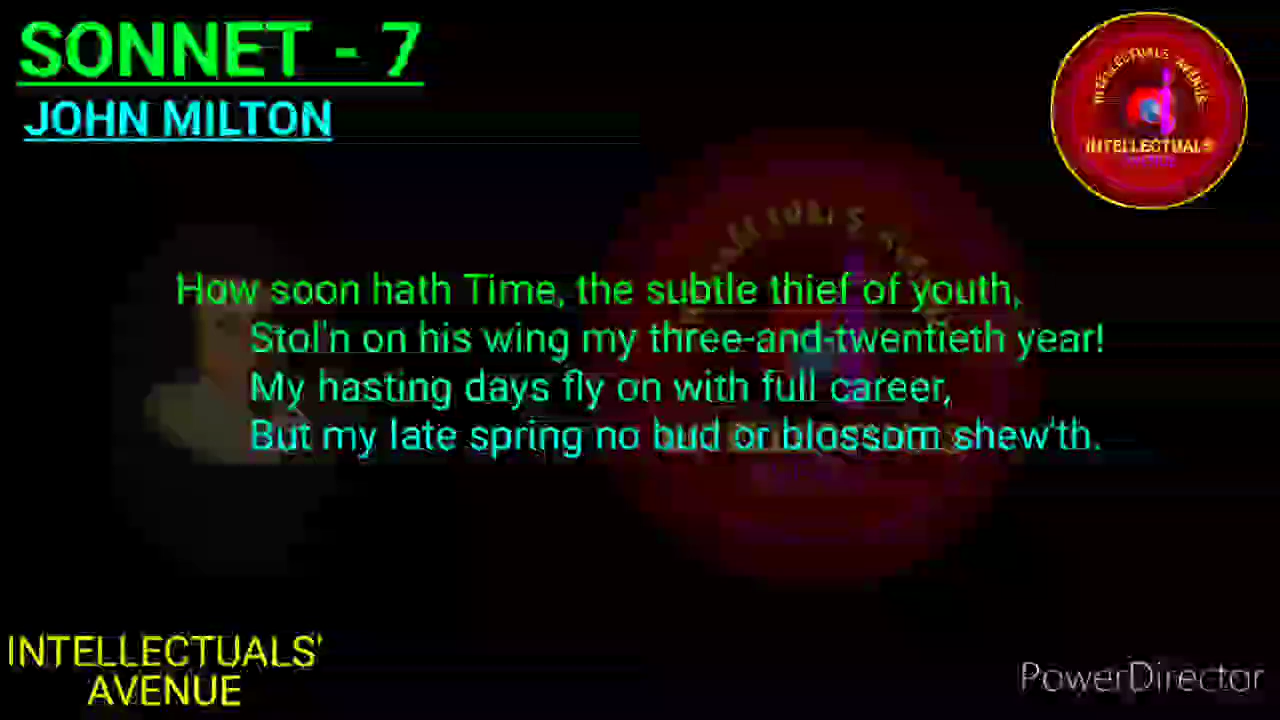 SONNET - 7
JOHN MILTON
INTELLECTUALS' AVENUE
INTELLECTUALS'
How soon hath Time, the subtle thief of youth,
Stol'n on his wing my three-and-twentieth year!
My hasting days fly on with full career,
But my late spring no bud or blossom shew'th.
INTELLECTUALS'
AVENUE
PowerDirector